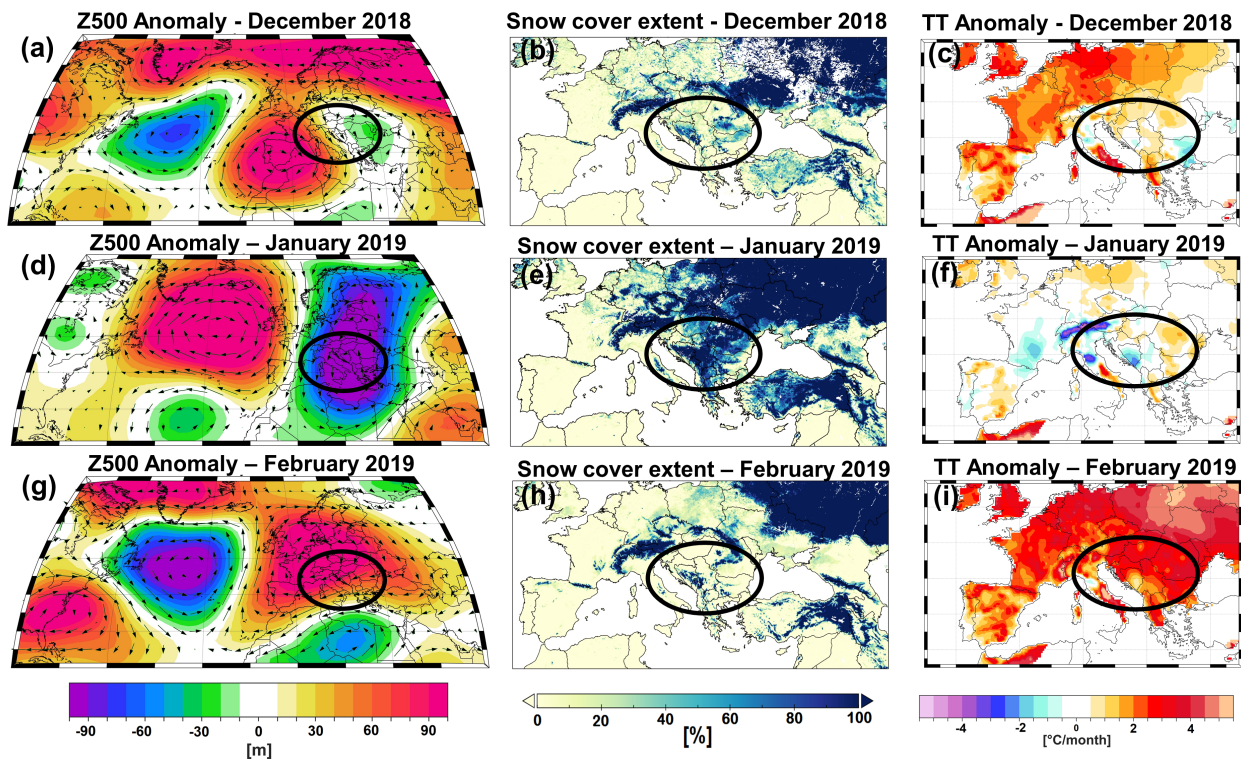 Z500 Anomaly - December 2018
Snow cover extent - December 2018
TT Anomaly - December 2018
(a)
(b)
(c)
Z500 Anomaly – January 2019
Snow cover extent – January 2019
TT Anomaly – January 2019
(d)
(e)
(f)
Z500 Anomaly – February 2019
Snow cover extent – February 2019
TT Anomaly – February 2019
(g)
(h)
(i)
-90 -60 -30 0 30 60 90
[m]
0 20 40 60 80 100
[%]
-4 -2 0 2 4
[°C/month]